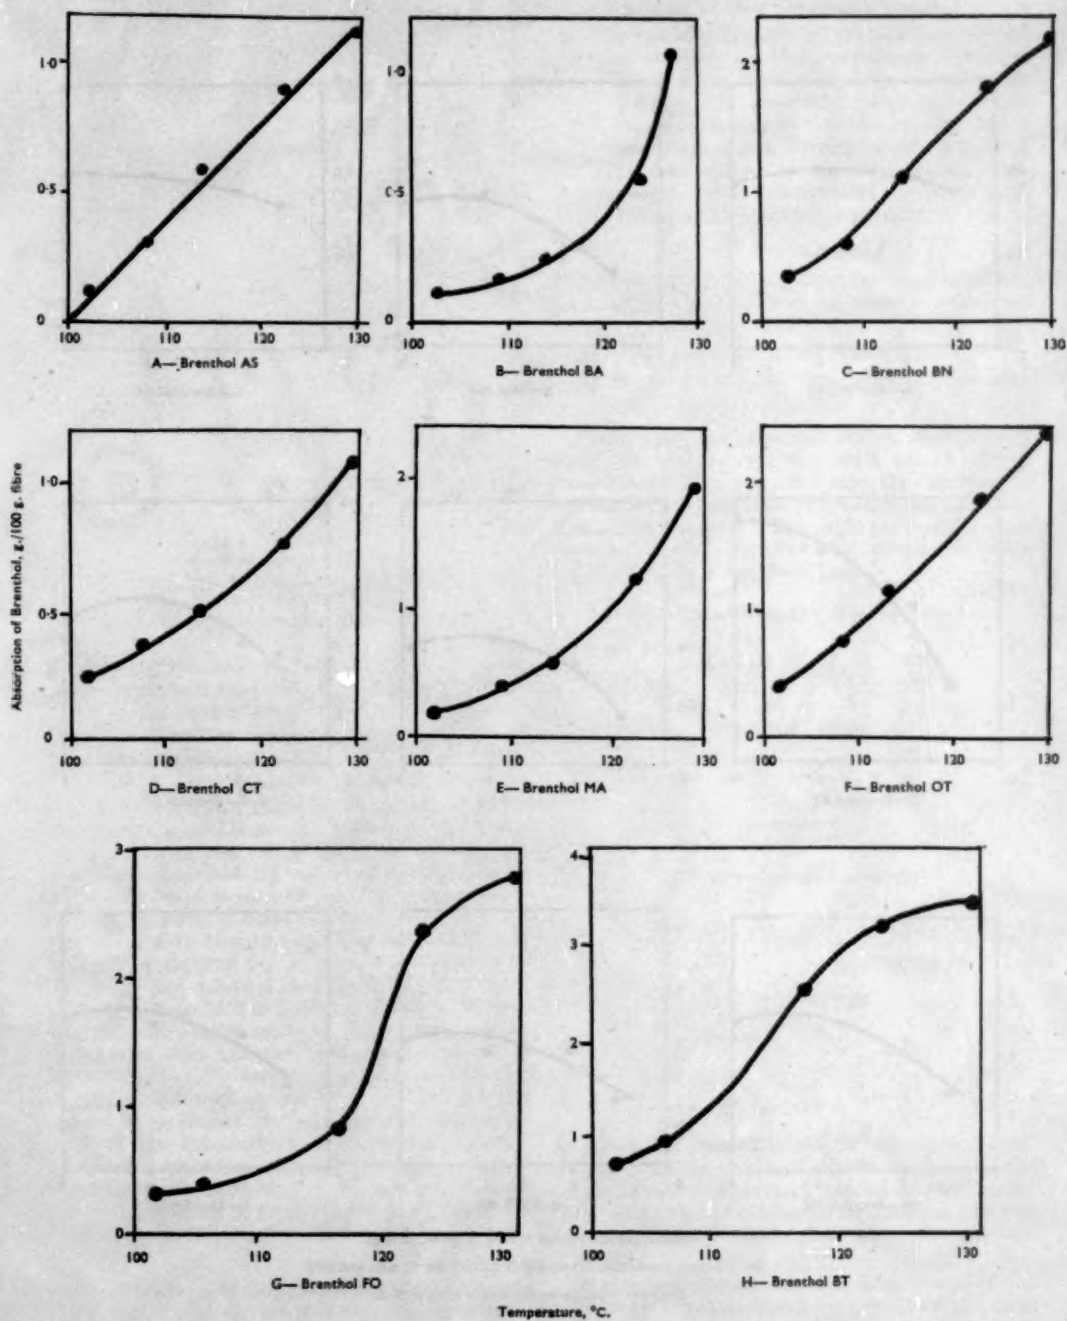 1·0
0·5
0
100 110 120 130
A— Brenthol AS
1·0
0·5
0
100 110 120 130
B— Brenthol BA
2
1
0
100 110 120 130
C— Brenthol BN
Absorption of Brenthol, g./100 g. fibre
1·0
0·5
0
100 110 120 130
D— Brenthol CT
2
1
0
100 110 120 130
E— Brenthol MA
2
1
0
100 110 120 130
F— Brenthol OT
3
2
1
0
100 110 120 130
G— Brenthol FO
4
3
2
1
0
100 110 120 130
H— Brenthol BT
Temperature, °C.